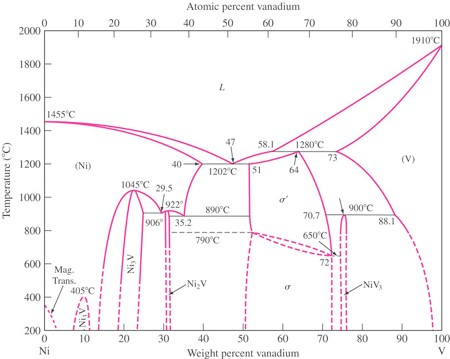 Atomic percent vanadium
0 10 20 30 40 50 60 70 80 90 100
2000
1910°C
1800
L
1600
1455°C
47
58.1
1280°C
1400
73
(Ni)
40
1202°C
51
64
(V)
1200
1045°C
29.5
σ'
1000
922°
890°C
70.7
900°C
906°
35.2
88.1
800
790°C
650°C
Ni₃V
72
600
Mag.
Trans.
405°C
Ni₂V
σ
NiV₃
400
200
0 10 20 30 40 50 60 70 80 90 100
Ni
Weight percent vanadium
V
Temperature (°C)